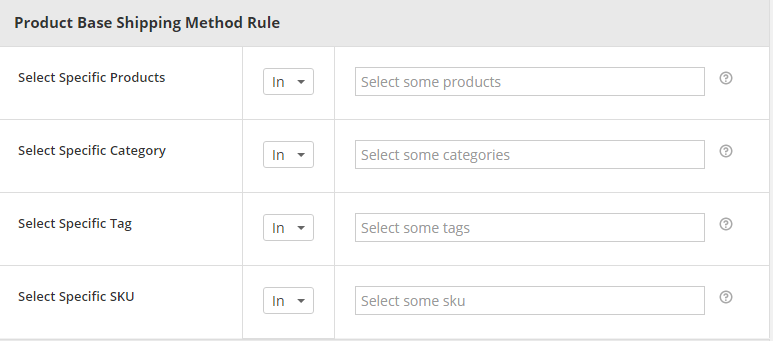 Product Base Shipping Method Rule
Select Specific Products In Select some products ?
Select Specific Category In Select some categories ?
Select Specific Tag In Select some tags ?
Select Specific SKU In Select some sku ?